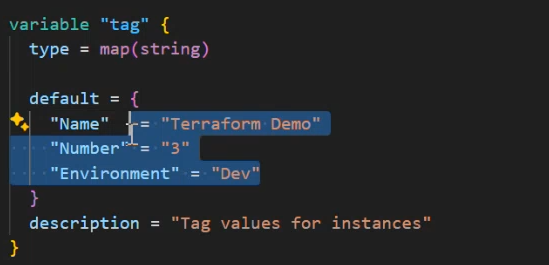 variable "tag" {
  type = map(string)

  default = {
    "Name" = "Terraform Demo"
    "Number" = "3"
    "Environment" = "Dev"
  }
  description = "Tag values for instances"
}